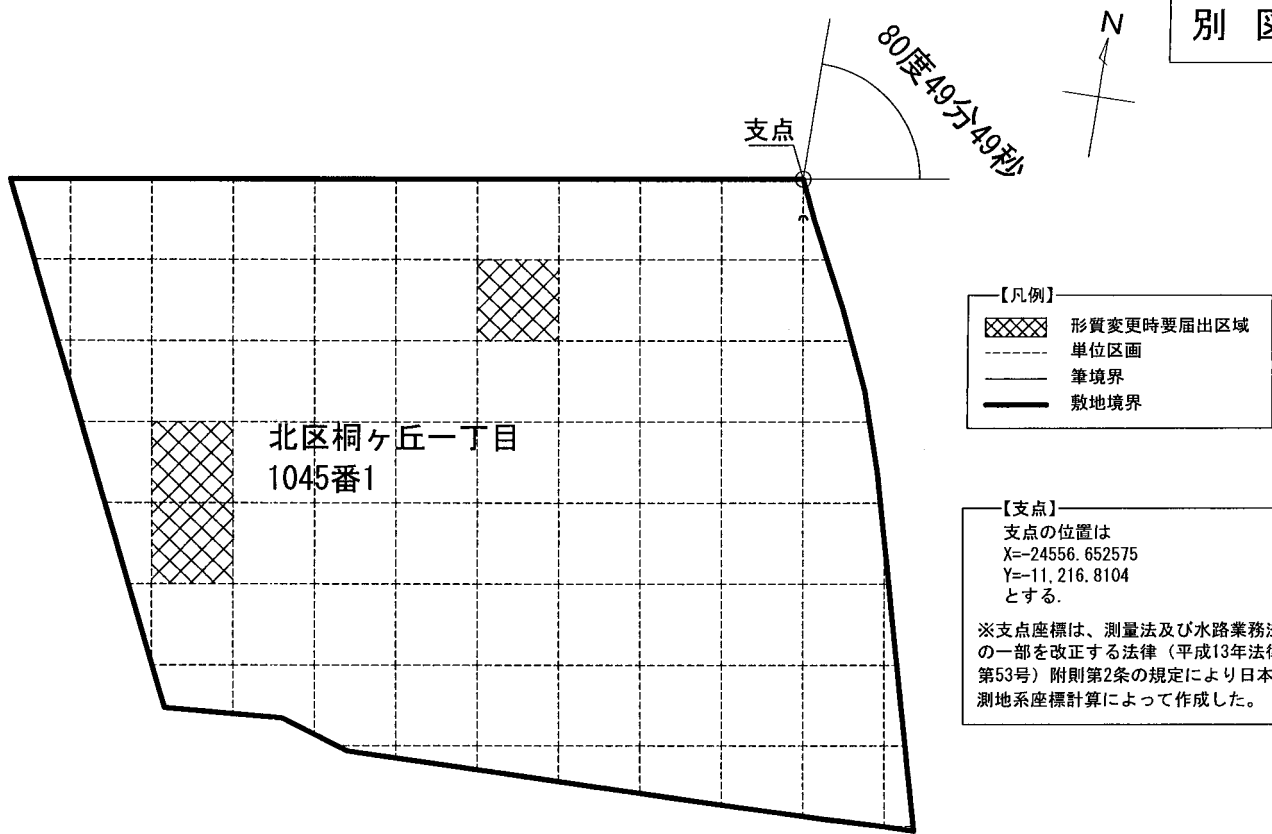 別 図
N
80度49分49秒
支点
【凡例】
形質変更時要届出区域
単位区画
筆境界
敷地境界
北区桐ヶ丘一丁目
1045番1
【支点】
支点の位置は
X=-24556.652575
Y=-11,216.8104
とする.
※支点座標は、測量法及び水路業務法
の一部を改正する法律（平成13年法律
第53号）附則第2条の規定により日本
測地系座標計算によって作成した。